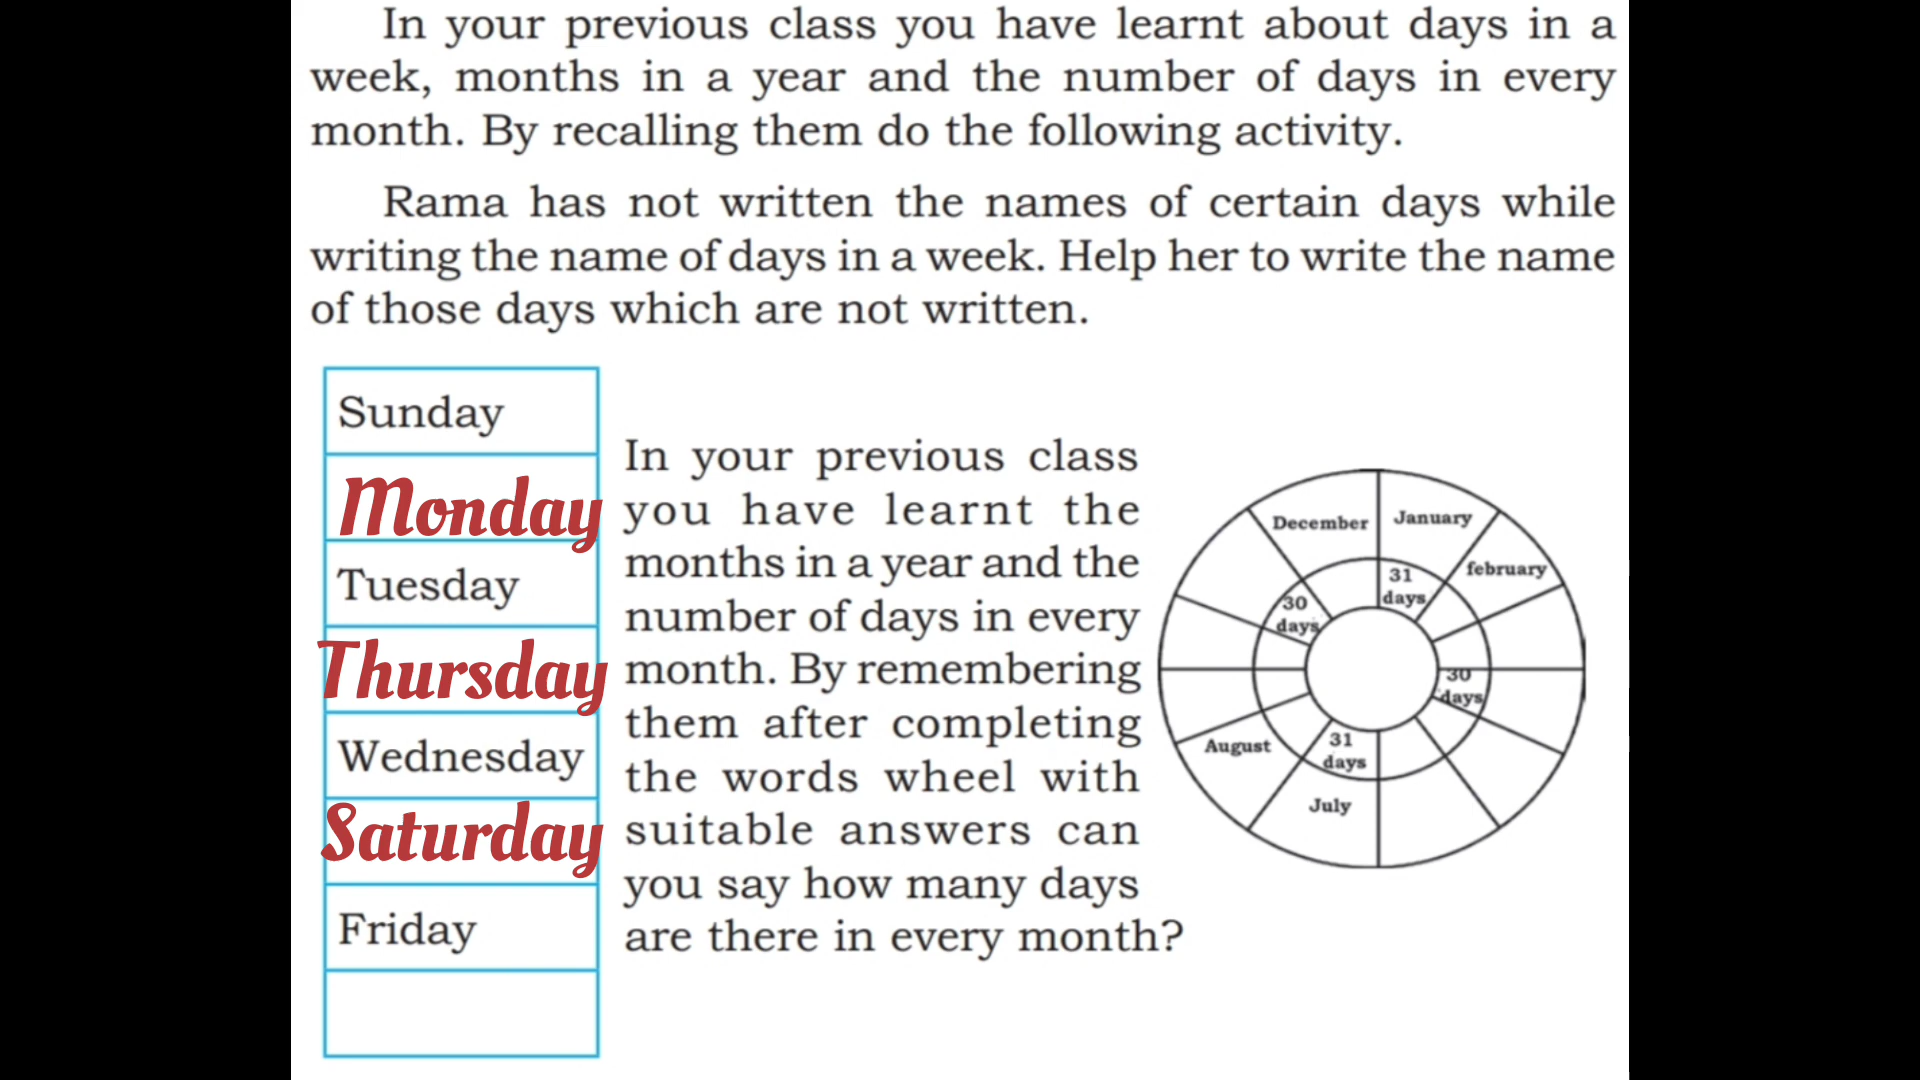 In your previous class you have learnt about days in a
week, months in a year and the number of days in every
month. By recalling them do the following activity.
Rama has not written the names of certain days while
writing the name of days in a week. Help her to write the name
of those days which are not written.
Sunday
Monday
Tuesday
Thursday
Wednesday
Saturday
Friday
In your previous class
you have learnt the
months in a year and the
number of days in every
month. By remembering
them after completing
the words wheel with
suitable answers can
you say how many days
are there in every month?
December
January
february
31
days
30
days
30
days
August
31
days
July